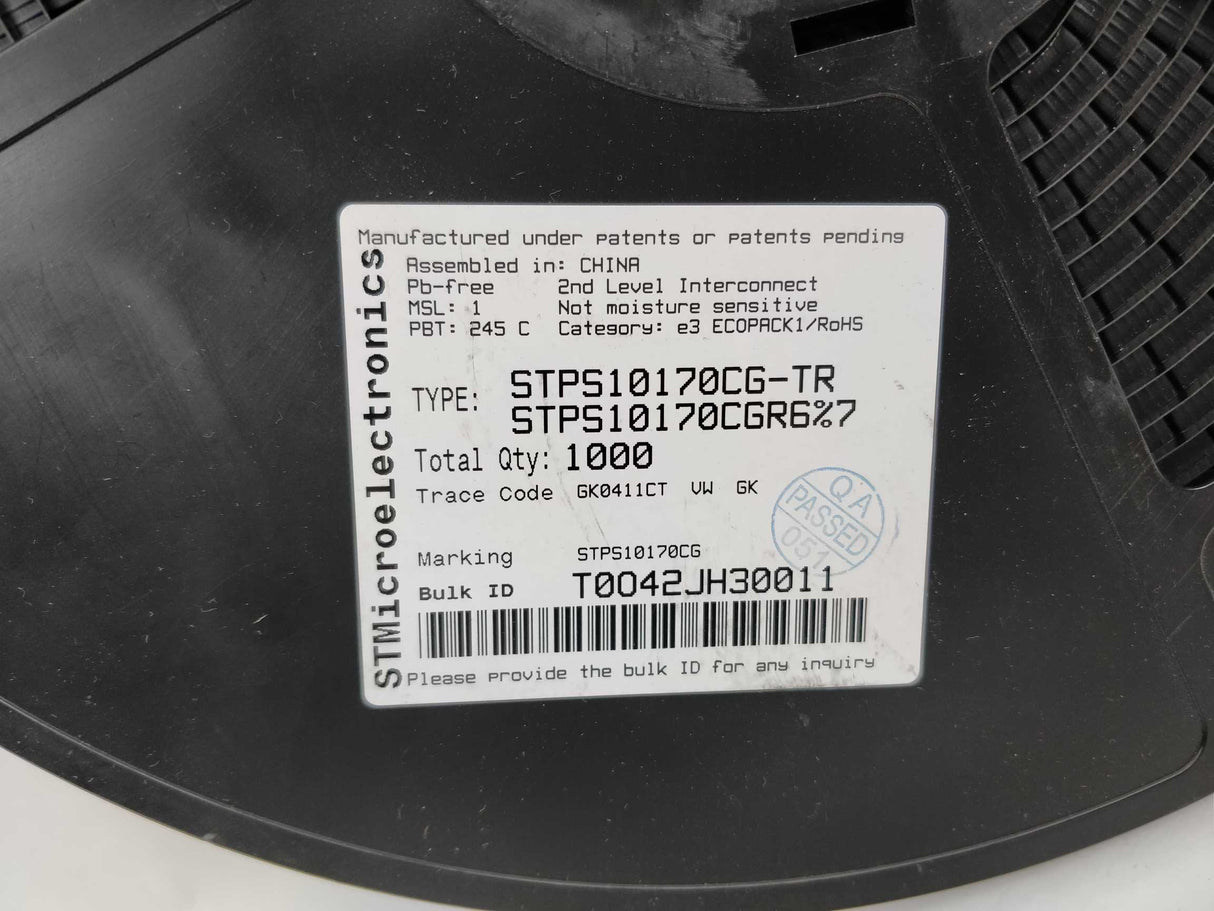 STMicroelectronics
Manufactured under patents or patents pending
Assembled in: CHINA
Pb-free 2nd Level Interconnect
MSL: 1 Not moisture sensitive
PBT: 245 C Category: e3 ECOPACK1/RoHS
TYPE: STPS10170CG-TR
STPS10170CGR6%7
Total Qty: 1000
Trace Code GK0411CT VW GK
QA
PASSED
051
Marking STPS10170CG
Bulk ID T0042JH30011
Please provide the bulk ID for any inquiry